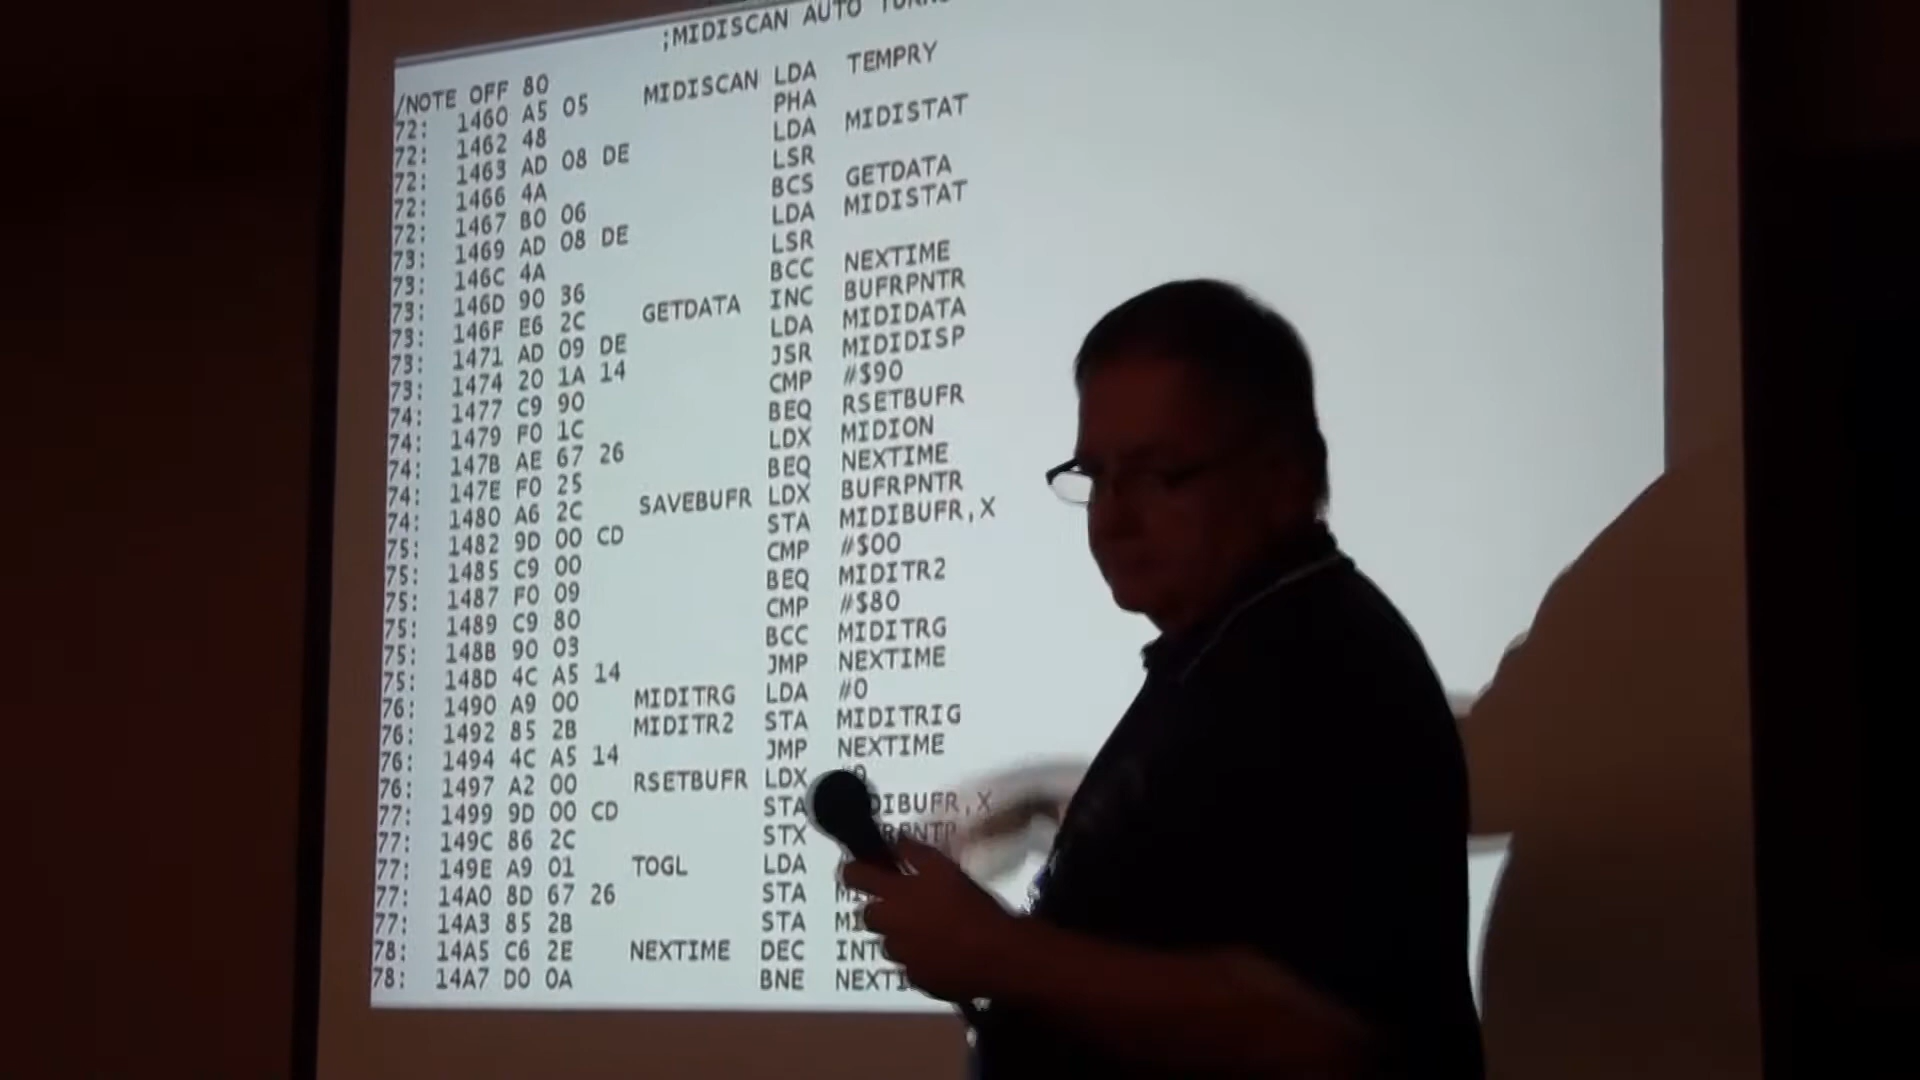 ;MIDISCAN AUTO
/NOTE OFF 80
72: 1460 A5 05 MIDISCAN LDA TEMPRY
72: 1462 48 PHA
72: 1463 AD 08 DE LDA MIDISTAT
72: 1466 4A LSR
72: 1467 B0 06 BCS GETDATA
73: 1469 AD 08 DE LDA MIDISTAT
73: 146C 4A LSR
73: 146D 90 36 BCC NEXTIME
73: 146F E6 2C GETDATA INC BUFRPNTR
73: 1471 AD 09 DE LDA MIDIDATA
73: 1474 20 1A 14 JSR MIDIDISP
74: 1477 C9 90 CMP #$90
74: 1479 F0 1C BEQ RSETBUFR
74: 147B AE 67 26 LDX MIDION
74: 147E F0 25 BEQ NEXTIME
74: 1480 A6 2C SAVEBUFR LDX BUFRPNTR
75: 1482 9D 00 CD STA MIDIBUFR,X
75: 1485 C9 00 CMP #$00
75: 1487 F0 09 BEQ MIDITR2
75: 1489 C9 80 CMP #$80
75: 148B 90 03 BCC MIDITRG
75: 148D 4C A5 14 JMP NEXTIME
76: 1490 A9 00 MIDITRG LDA #0
76: 1492 85 2B MIDITR2 STA MIDITRIG
76: 1494 4C A5 14 JMP NEXTIME
76: 1497 A2 00 RSETBUFR LDX
77: 1499 9D 00 CD STA DIBUFR,X
77: 149C 86 2C STX
77: 149E A9 01 TOGL LDA
77: 14A0 8D 67 26 STA
77: 14A3 85 2B STA
78: 14A5 C6 2E NEXTIME DEC
78: 14A7 D0 0A BNE